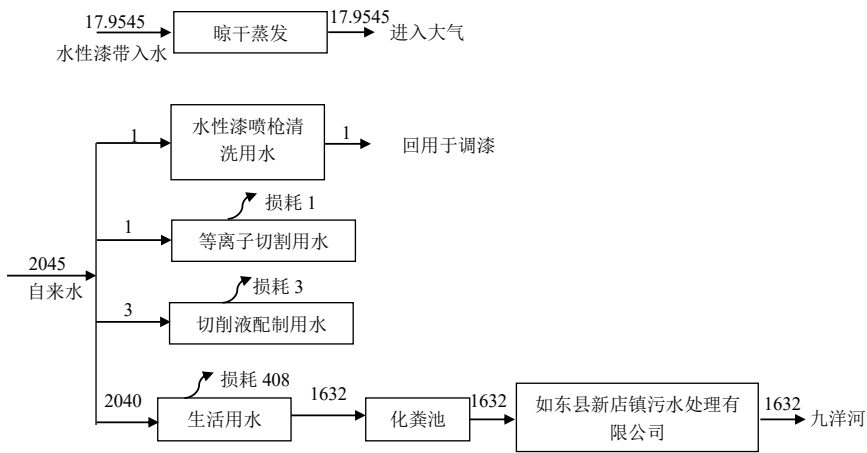 17.9545
水性漆带入水
晾干蒸发
17.9545
进入大气
1
水性漆喷枪清
洗用水
1
回用于调漆
损耗 1
1
等离子切割用水
2045
自来水
损耗 3
3
切削液配制用水
损耗 408
2040
生活用水
1632
化粪池
1632
如东县新店镇污水处理有
限公司
1632
九洋河